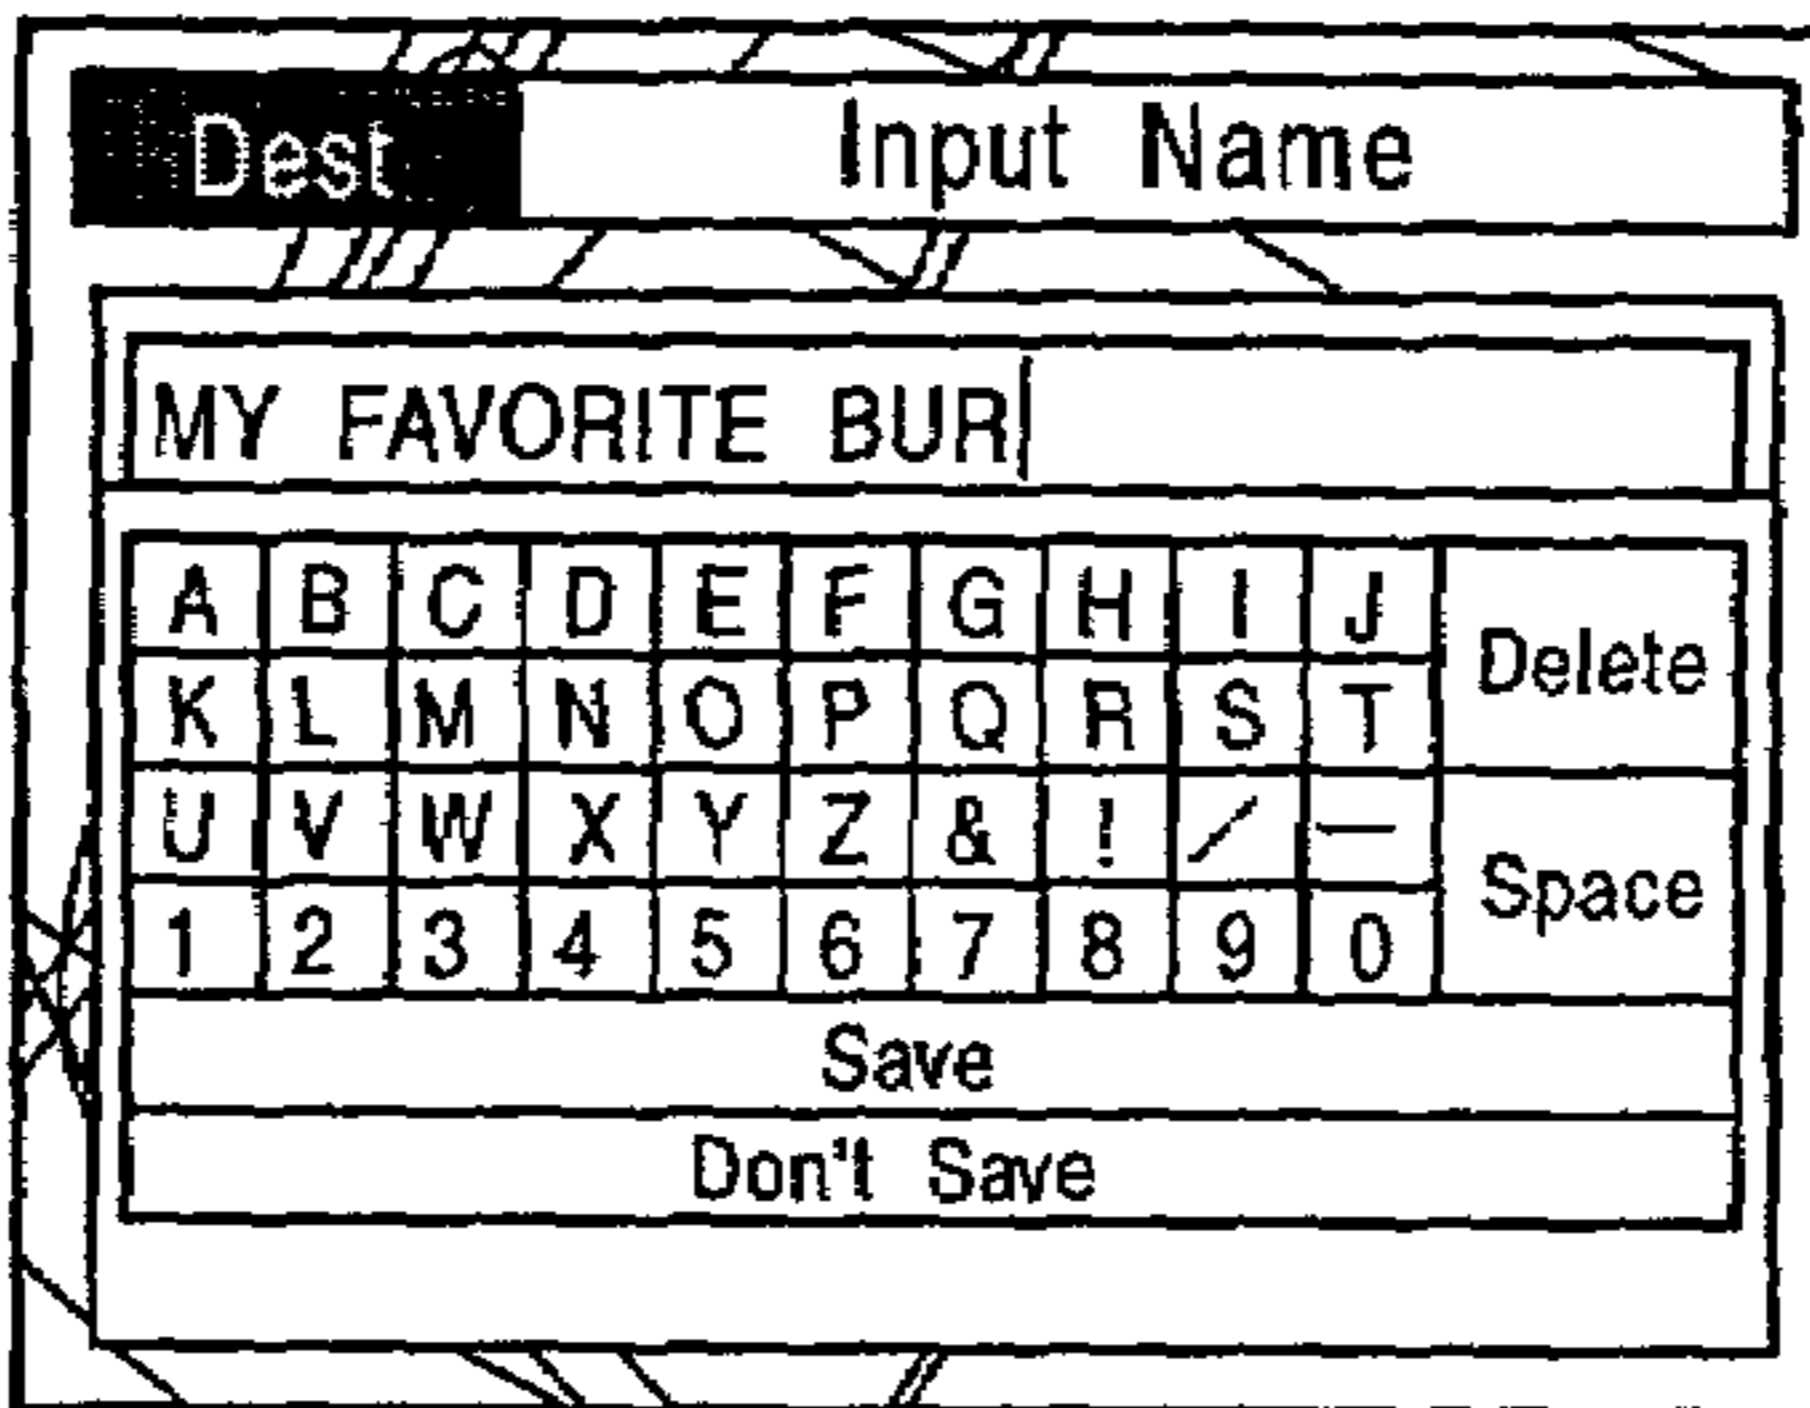 Dest Input Name
MY FAVORITE BUR
A B C D E F G H I J Delete
K L M N O P Q R S T
U V W X Y Z & ! / — Space
1 2 3 4 5 6 7 8 9 0
Save
Don't Save